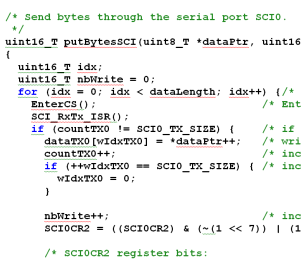 /* Send bytes through the serial port SCI0.
*/
uint16_T putBytesSCI(uint8_T *dataPtr, uint16
{
uint16_T idx;
uint16_T nbWrite = 0;
for (idx = 0; idx < dataLength; idx++) {/*
EnterCS(); /* Ent
SCI_RxTx_ISR();
if (countTX0 != SCI0_TX_SIZE) { /* if
dataTX0[wIdxTX0] = *dataPtr++; /* wri
countTX0++; /* inc
if (++wIdxTX0 == SCI0_TX_SIZE) { /* inc
wIdxTX0 = 0;
}
nbWrite++; /* inc
SCI0CR2 = ((SCI0CR2) & (~(1 << 7)) | (1
/* SCI0CR2 register bits: